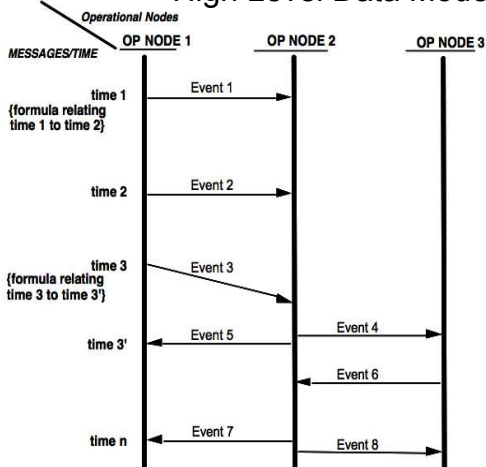 High Level Data Mode
Operational Nodes
MESSAGES/TIME
OP NODE 1
OP NODE 2
OP NODE 3
time 1
{formula relating
time 1 to time 2}
Event 1
time 2
Event 2
time 3
{formula relating
time 3 to time 3'}
Event 3
time 3'
Event 5
Event 4
Event 6
time n
Event 7
Event 8